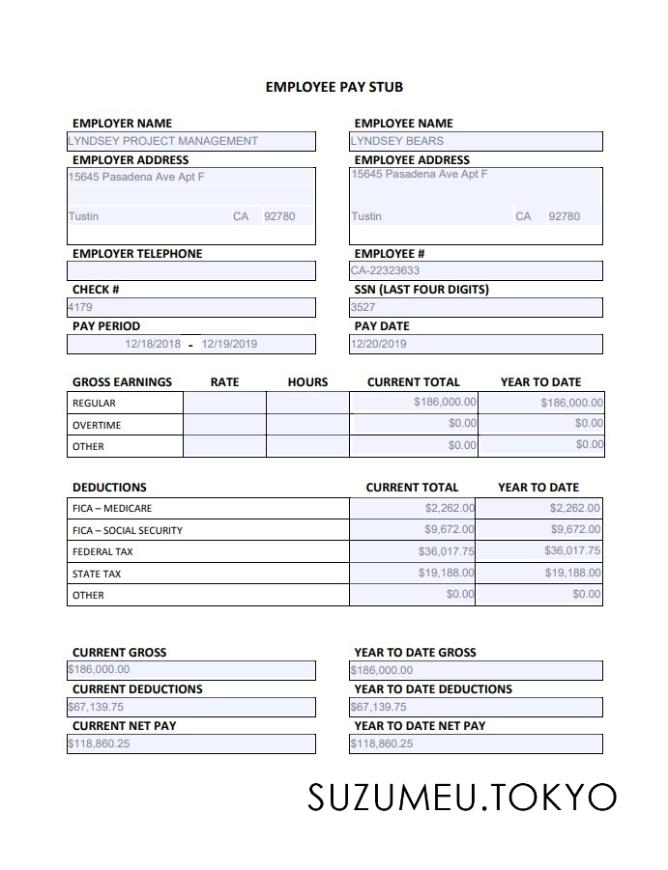 EMPLOYEE PAY STUB
EMPLOYER NAME EMPLOYEE NAME
LYNDSEY PROJECT MANAGEMENT LYNDSEY BEARS
EMPLOYER ADDRESS EMPLOYEE ADDRESS
15645 Pasadena Ave Apt F 15645 Pasadena Ave Apt F
Tustin CA 92780 Tustin CA 92780
EMPLOYER TELEPHONE EMPLOYEE #
CA-22323633
CHECK # SSN (LAST FOUR DIGITS)
4179 3527
PAY PERIOD PAY DATE
12/18/2018 - 12/19/2019 12/20/2019
GROSS EARNINGS RATE HOURS CURRENT TOTAL YEAR TO DATE
REGULAR $186,000.00 $186,000.00
OVERTIME $0.00 $0.00
OTHER $0.00 $0.00
DEDUCTIONS CURRENT TOTAL YEAR TO DATE
FICA – MEDICARE $2,262.00 $2,262.00
FICA – SOCIAL SECURITY $9,672.00 $9,672.00
FEDERAL TAX $36,017.75 $36,017.75
STATE TAX $19,188.00 $19,188.00
OTHER $0.00 $0.00
CURRENT GROSS YEAR TO DATE GROSS
$186,000.00 $186,000.00
CURRENT DEDUCTIONS YEAR TO DATE DEDUCTIONS
$67,139.75 $67,139.75
CURRENT NET PAY YEAR TO DATE NET PAY
$118,860.25 $118,860.25
SUZUMEU.TOKYO